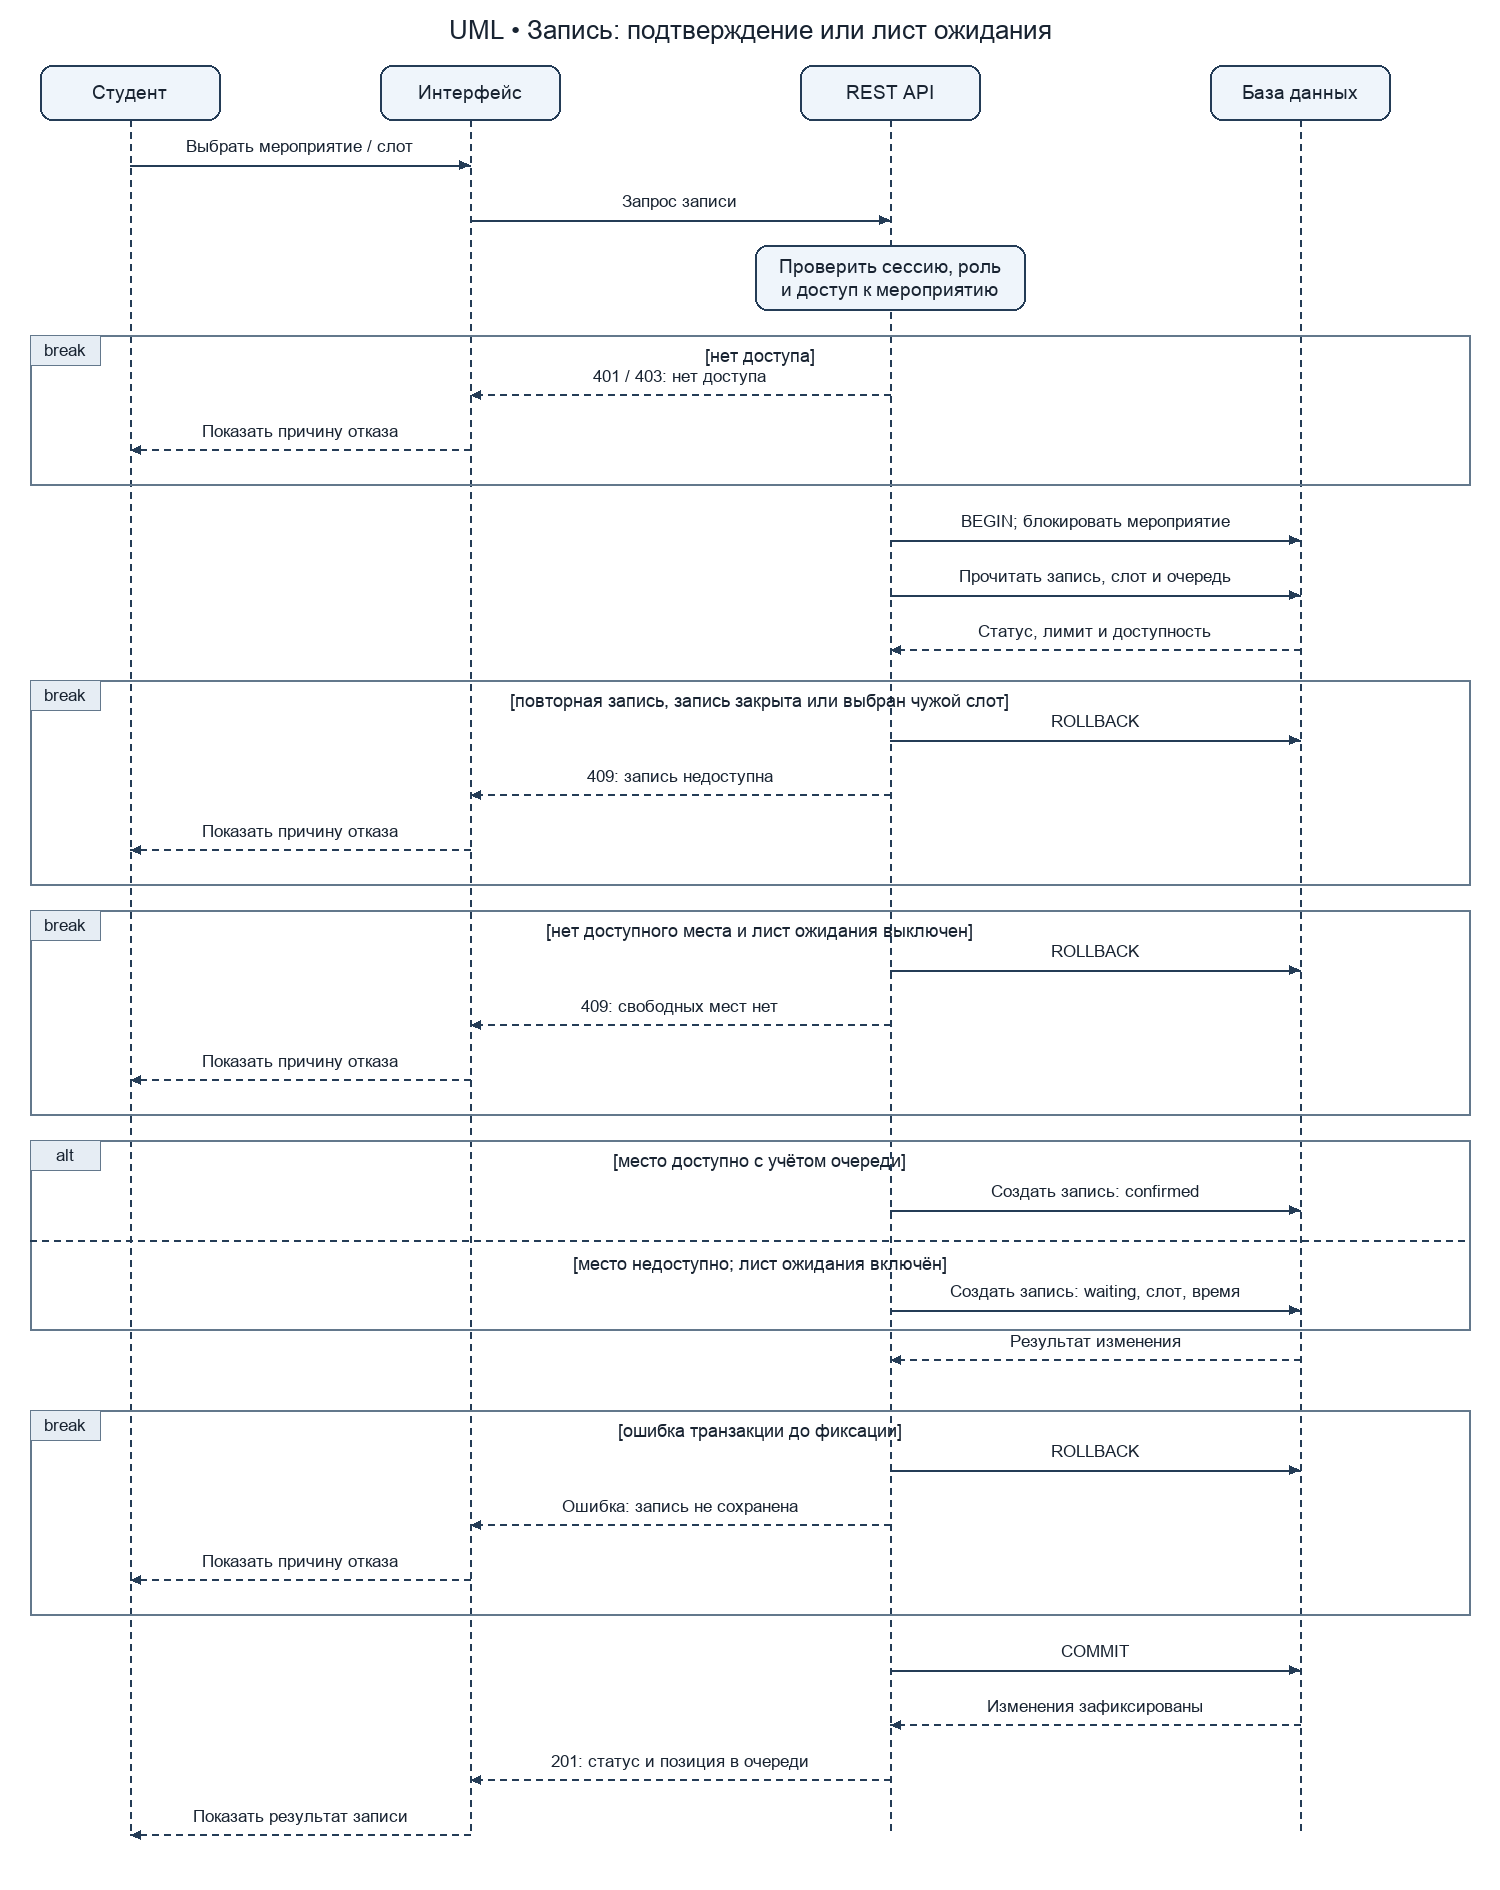 UML • Запись: подтверждение или лист ожидания
Студент
Интерфейс
REST API
База данных
Выбрать мероприятие / слот
Запрос записи
Проверить сессию, роль
и доступ к мероприятию
break
[нет доступа]
401 / 403: нет доступа
Показать причину отказа
BEGIN; блокировать мероприятие
Прочитать запись, слот и очередь
Статус, лимит и доступность
break
[повторная запись, запись закрыта или выбран чужой слот]
ROLLBACK
409: запись недоступна
Показать причину отказа
break
[нет доступного места и лист ожидания выключен]
ROLLBACK
409: свободных мест нет
Показать причину отказа
alt
[место доступно с учётом очереди]
Создать запись: confirmed
[место недоступно; лист ожидания включён]
Создать запись: waiting, слот, время
Результат изменения
break
[ошибка транзакции до фиксации]
ROLLBACK
Ошибка: запись не сохранена
Показать причину отказа
COMMIT
Изменения зафиксированы
201: статус и позиция в очереди
Показать результат записи